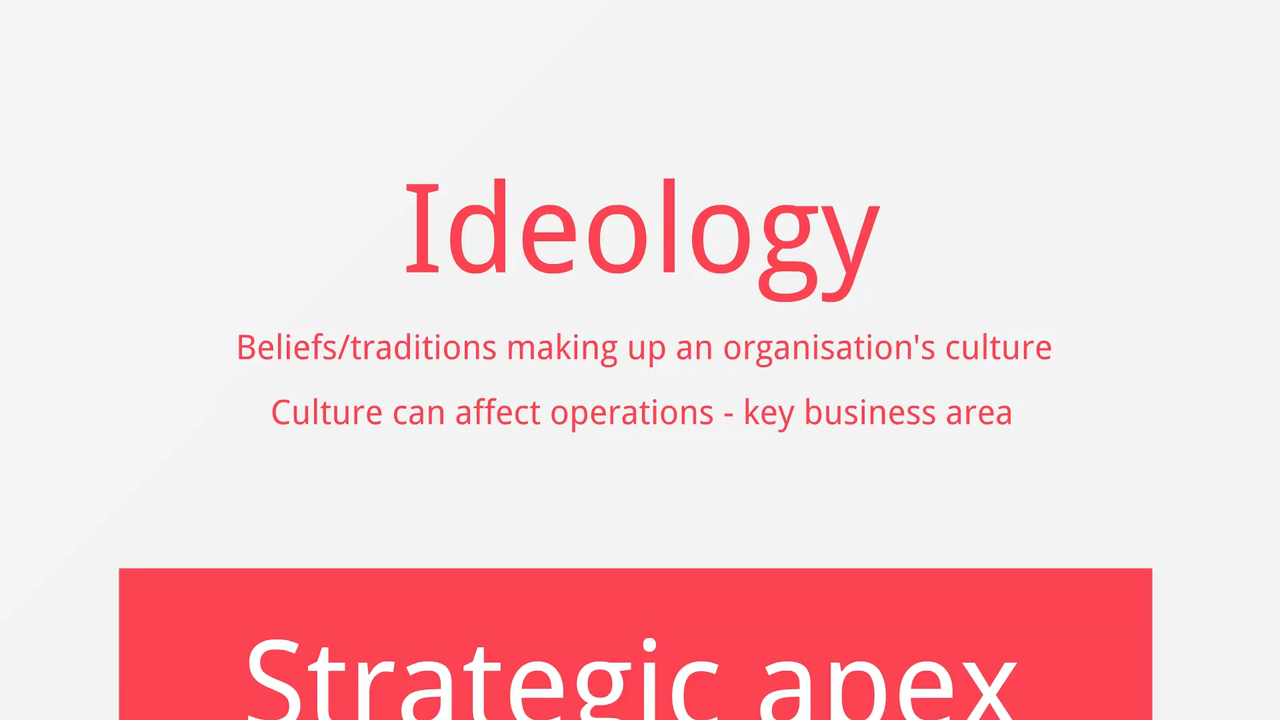 Ideology
Beliefs/traditions making up an organisation's culture
Culture can affect operations - key business area
Strategic apex